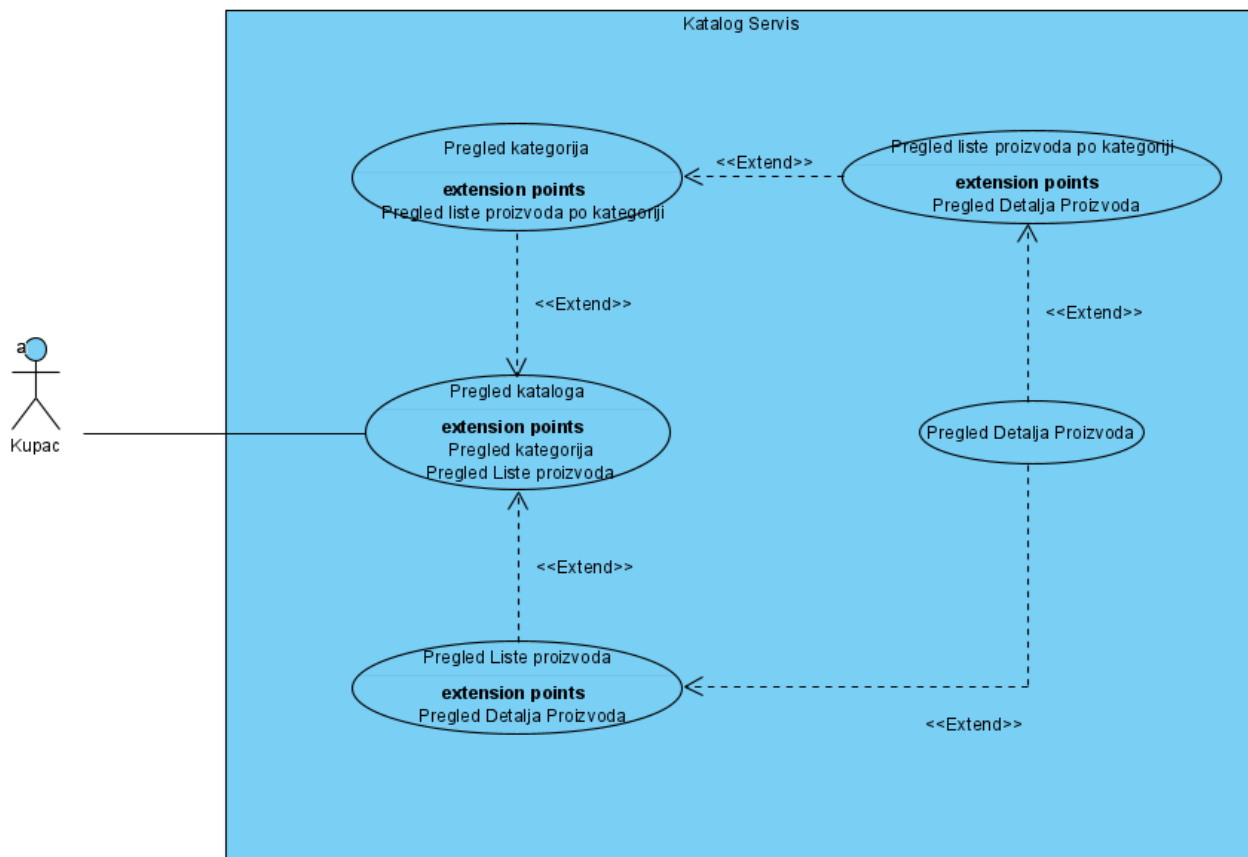 Katalog Servis
Pregled kategorija
extension points
Pregled liste proizvoda po kategoriji
<<Extend>>
Pregled liste proizvoda po kategoriji
extension points
Pregled Detalja Proizvoda
<<Extend>>
<<Extend>>
a
Kupac
Pregled kataloga
extension points
Pregled kategorija
Pregled Liste proizvoda
Pregled Detalja Proizvoda
<<Extend>>
Pregled Liste proizvoda
extension points
Pregled Detalja Proizvoda
<<Extend>>